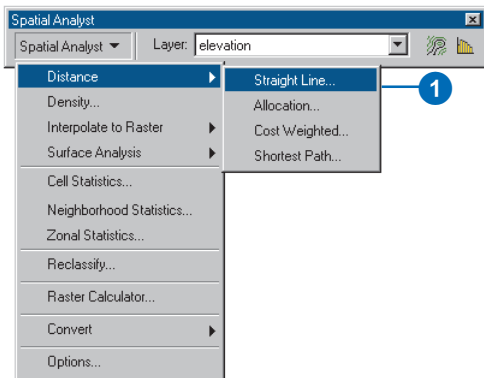 Spatial Analyst
Spatial Analyst Layer: elevation
Distance
Density...
Interpolate to Raster
Surface Analysis
Cell Statistics...
Neighborhood Statistics...
Zonal Statistics...
Reclassify...
Raster Calculator...
Convert
Options...
Straight Line...
Allocation...
Cost Weighted...
Shortest Path...
1